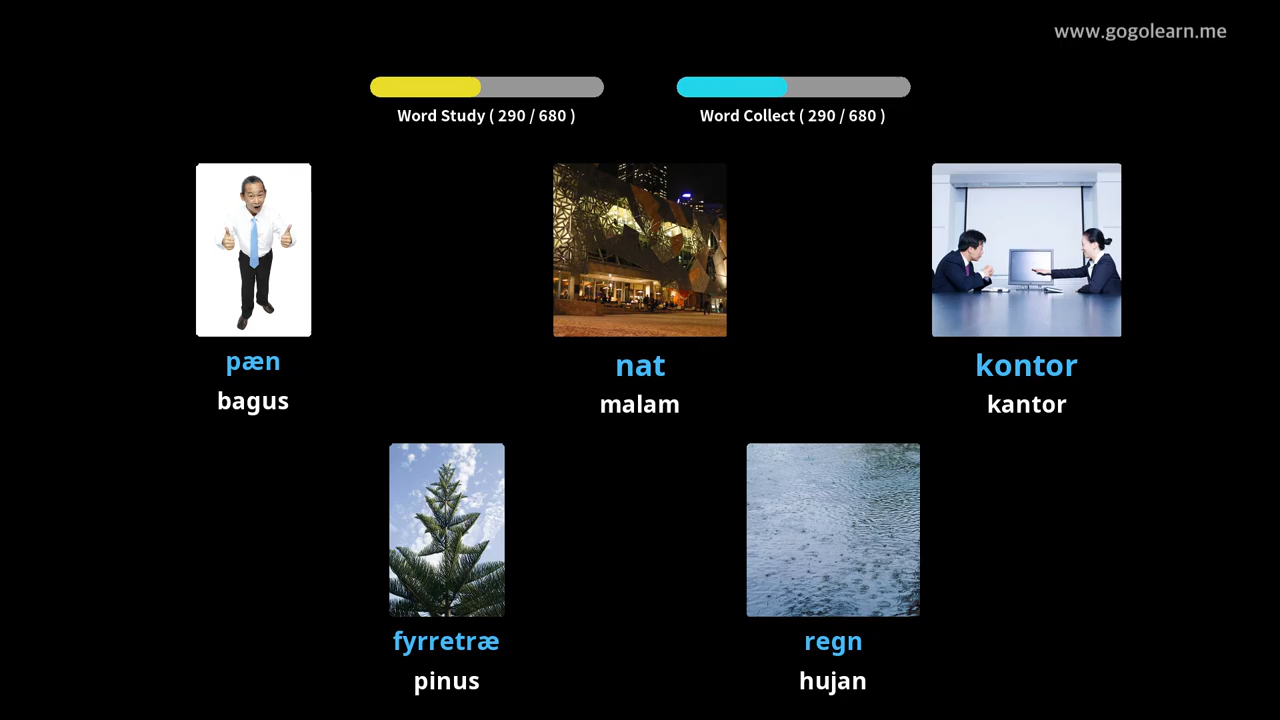 www.gogolearn.me
Word Study ( 290 / 680 )
Word Collect ( 290 / 680 )
pæn
bagus
nat
malam
kontor
kantor
fyrretræ
pinus
regn
hujan